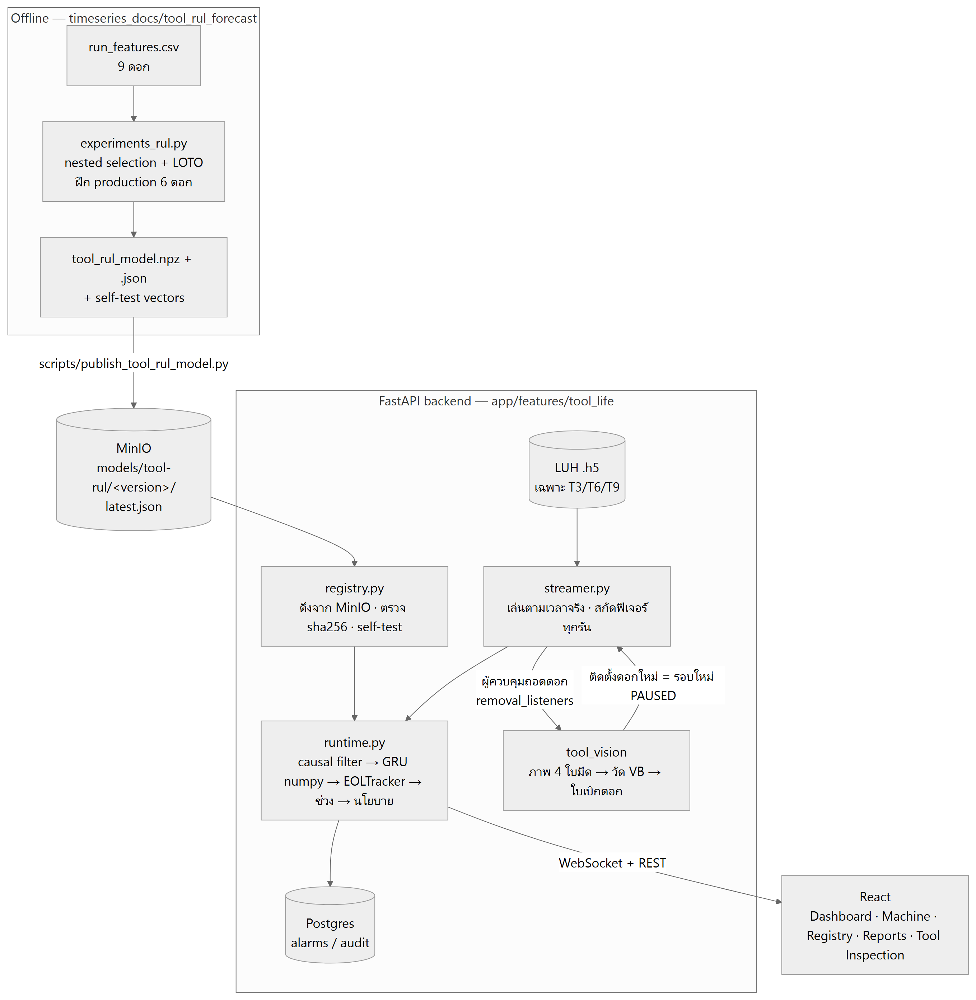 Offline — timeseries_docs/tool_rul_forecast
run_features.csv
9 ดอก
experiments_rul.py
nested selection + LOTO
ฝึก production 6 ดอก
tool_rul_model.npz +
.json
+ self-test vectors
scripts/publish_tool_rul_model.py
MinIO
models/tool-
rul/<version>/
latest.json
FastAPI backend — app/features/tool_life
LUH .h5
เฉพาะ T3/T6/T9
registry.py
ดึงจาก MinIO · ตรวจ
sha256 · self-test
streamer.py
เล่นตามเวลาจริง · สกัดฟีเจอร์
ทุกรัน
ผู้ควบคุมถอดดอก
removal_listeners
ติดตั้งดอกใหม่ = รอบใหม่
PAUSED
runtime.py
causal filter → GRU
numpy → EOLTracker →
ช่วง → นโยบาย
tool_vision
ภาพ 4 ใบมีด → วัด VB →
ใบเบิกดอก
WebSocket + REST
Postgres
alarms / audit
React
Dashboard · Machine ·
Registry · Reports · Tool
Inspection